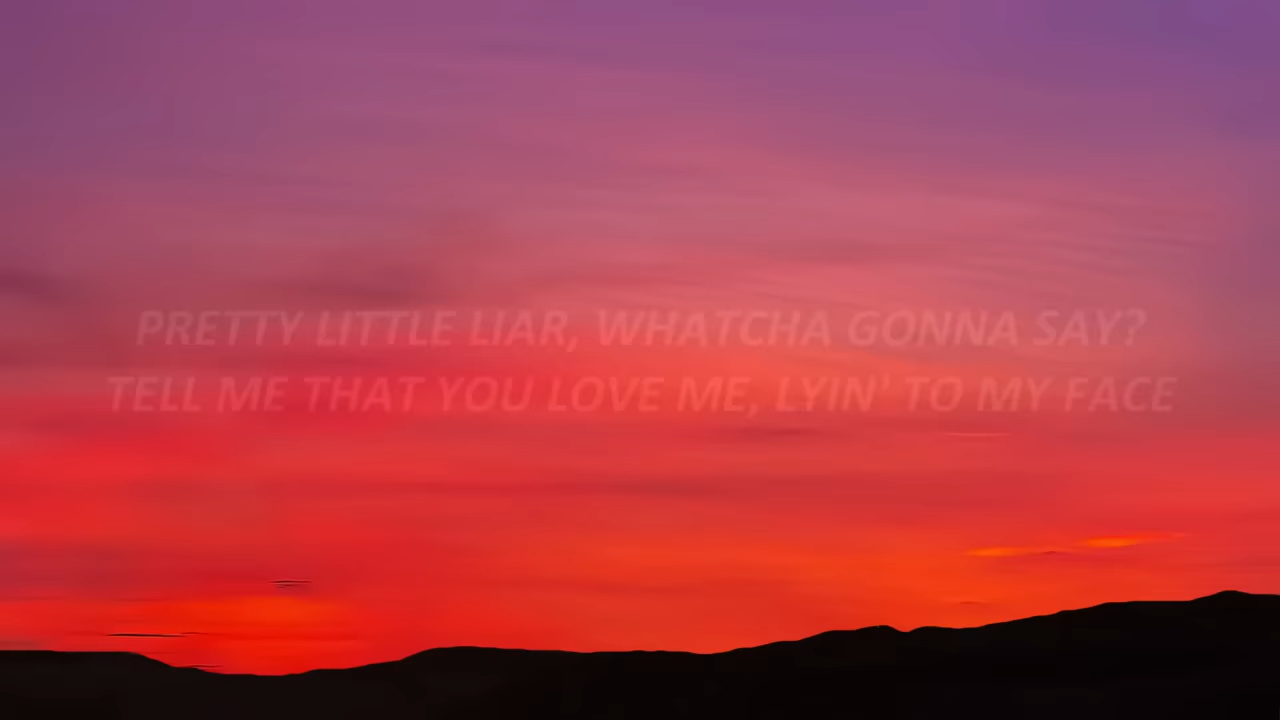 PRETTY LITTLE LIAR, WHATCHA GONNA SAY?
TELL ME THAT YOU LOVE ME, LYIN' TO MY FACE